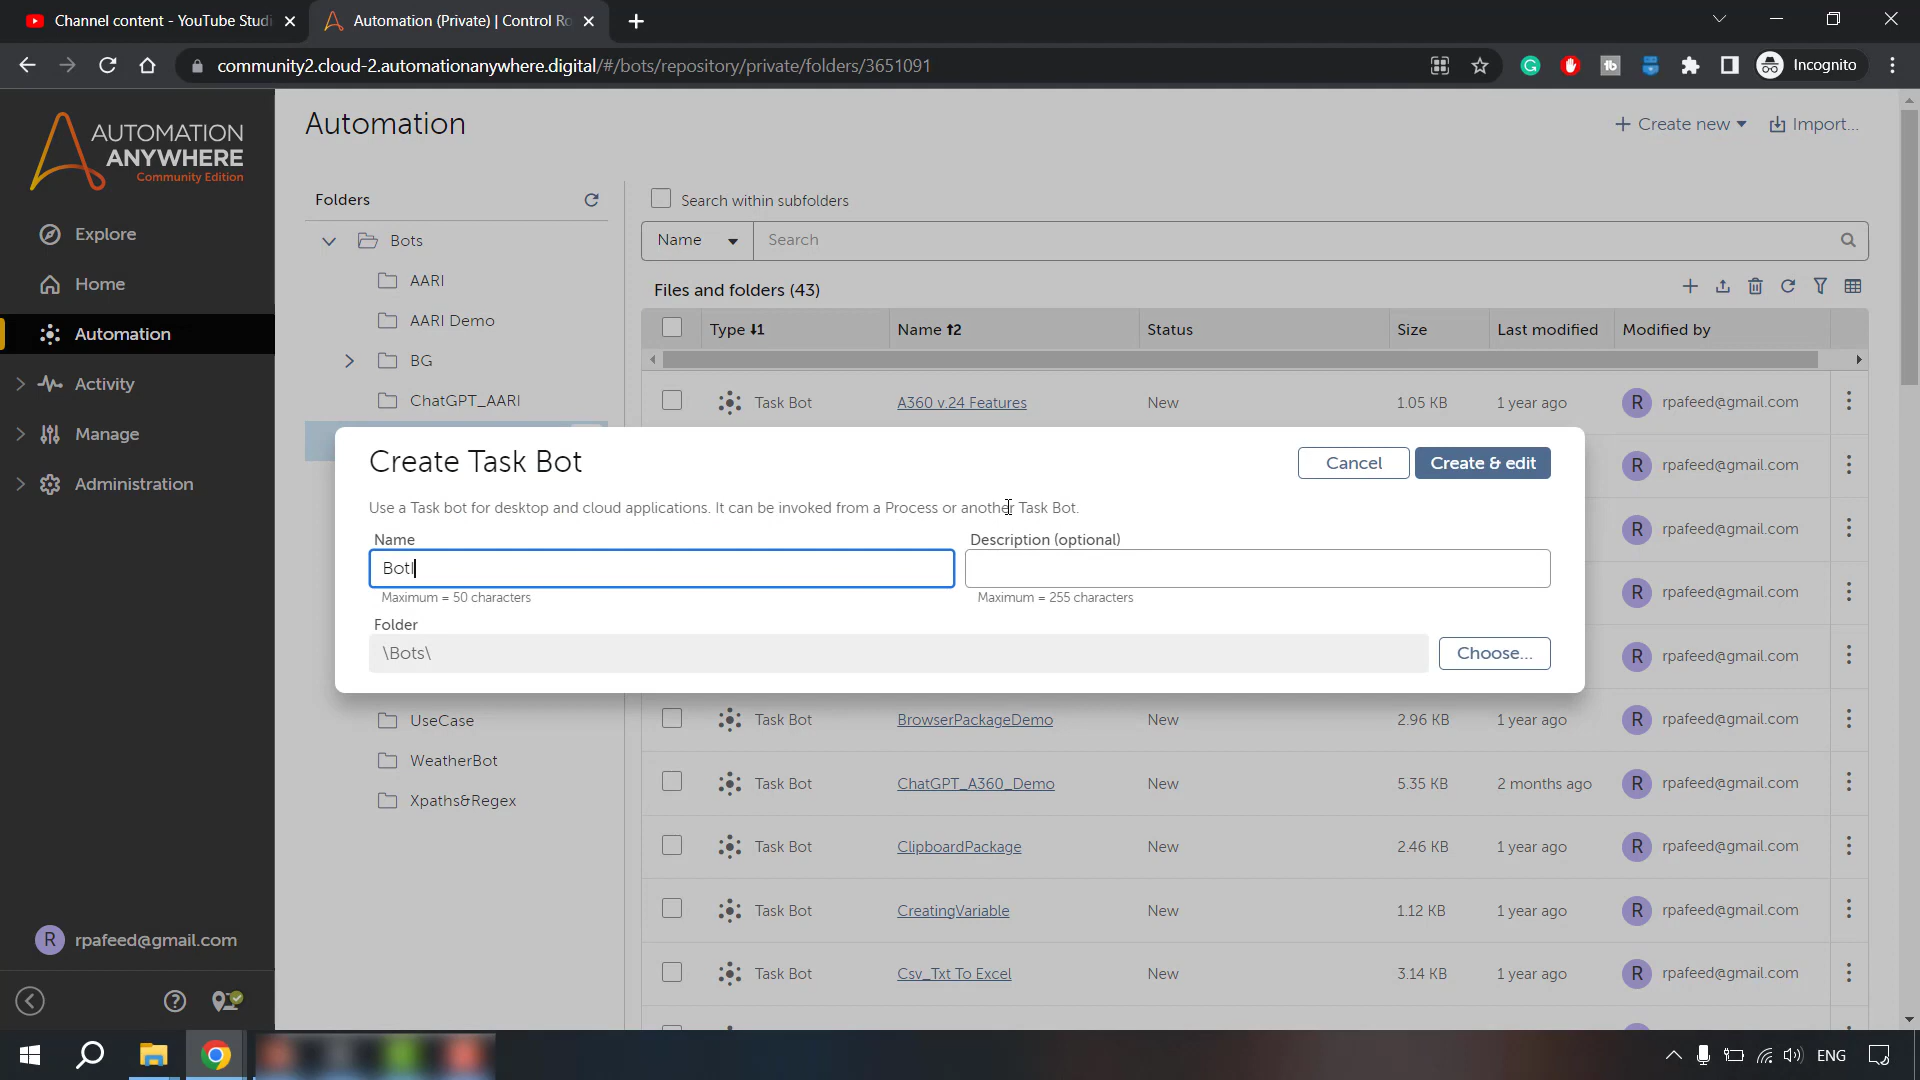 Channel content - YouTube Studi
Automation (Private) | Control Ro
community2.cloud-2.automationanywhere.digital/#/bots/repository/private/folders/3651091
Incognito
AUTOMATION
ANYWHERE
Community Edition
Explore
Home
Automation
Activity
Manage
Administration
R rpafeed@gmail.com
Automation
Create new
Import...
Folders
Bots
AARI
AARI Demo
BG
ChatGPT_AARI
UseCase
WeatherBot
Xpaths&Regex
Search within subfolders
Name Search
Files and folders (43)
Type Name Status Size Last modified Modified by
Task Bot A360 v.24 Features New 1.05 KB 1 year ago R rpafeed@gmail.com
R rpafeed@gmail.com
R rpafeed@gmail.com
R rpafeed@gmail.com
R rpafeed@gmail.com
Create Task Bot
Cancel
Create & edit
Use a Task bot for desktop and cloud applications. It can be invoked from a Process or another Task Bot.
Name
Description (optional)
BotI
Maximum = 50 characters
Maximum = 255 characters
Folder
\Bots\
Choose...
Task Bot BrowserPackageDemo New 2.96 KB 1 year ago R rpafeed@gmail.com
Task Bot ChatGPT_A360_Demo New 5.35 KB 2 months ago R rpafeed@gmail.com
Task Bot ClipboardPackage New 2.46 KB 1 year ago R rpafeed@gmail.com
Task Bot CreatingVariable New 1.12 KB 1 year ago R rpafeed@gmail.com
Task Bot Csv_Txt To Excel New 3.14 KB 1 year ago R rpafeed@gmail.com
ENG